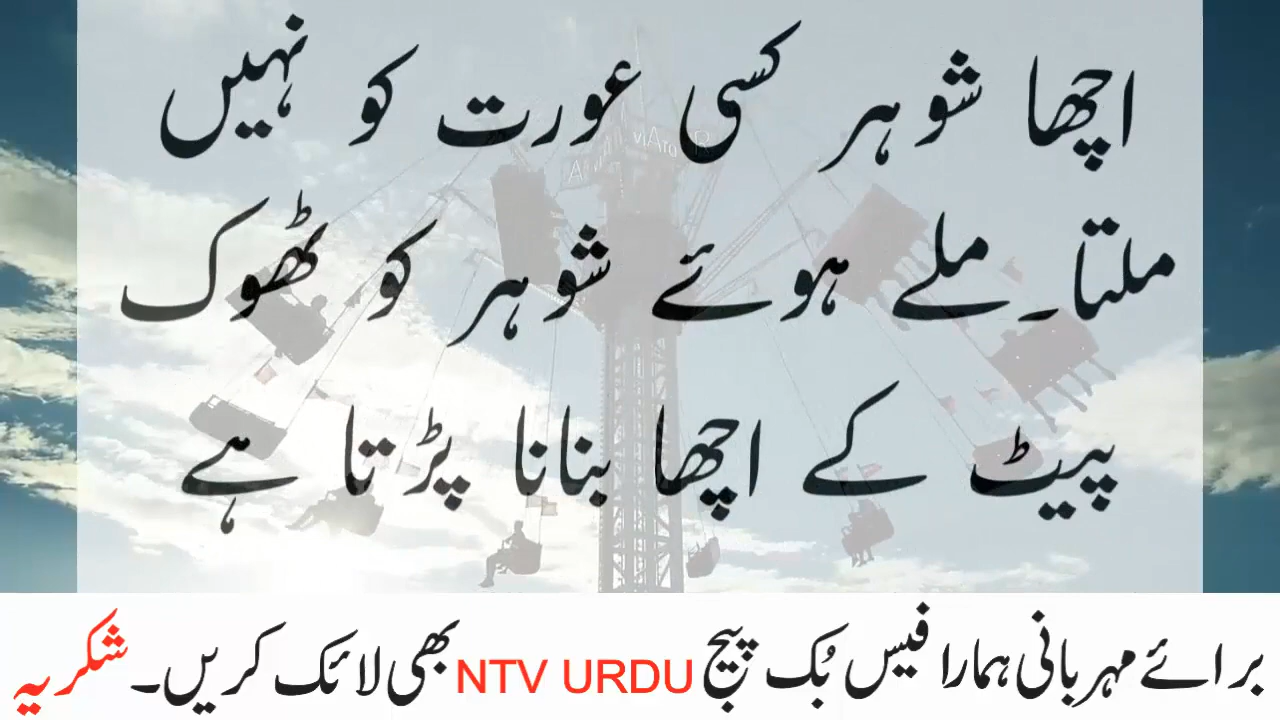 اچھا شوہر کسی عورت کو نہیں
ملتا۔ ملے ہوئے شوہر کو ٹھوک
پیٹ کے اچھا بنانا پڑتا ہے
برائے مہربانی ہمارا فیس بُک پیج NTV URDU بھی لائک کریں۔ شکریہ